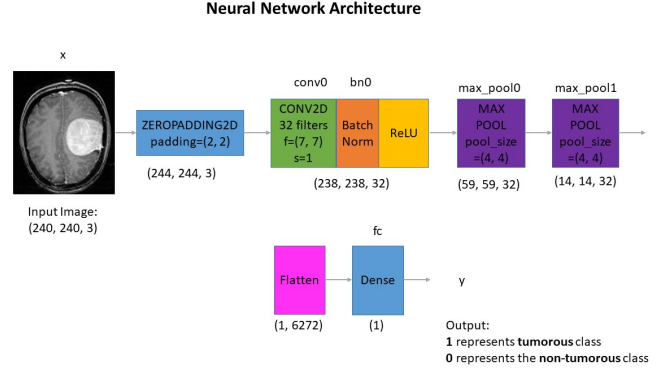 Neural Network Architecture
x
conv0
bn0
max_pool0
max_pool1
ZEROPADDING2D
padding=(2, 2)
CONV2D
32 filters
f=(7, 7)
s=1
Batch
Norm
ReLU
MAX
POOL
pool_size
=(4, 4)
MAX
POOL
pool_size
=(4, 4)
(244, 244, 3)
(238, 238, 32)
(59, 59, 32)
(14, 14, 32)
Input Image:
(240, 240, 3)
fc
Flatten
Dense
y
(1, 6272)
(1)
Output:
1 represents tumorous class
0 represents the non-tumorous class